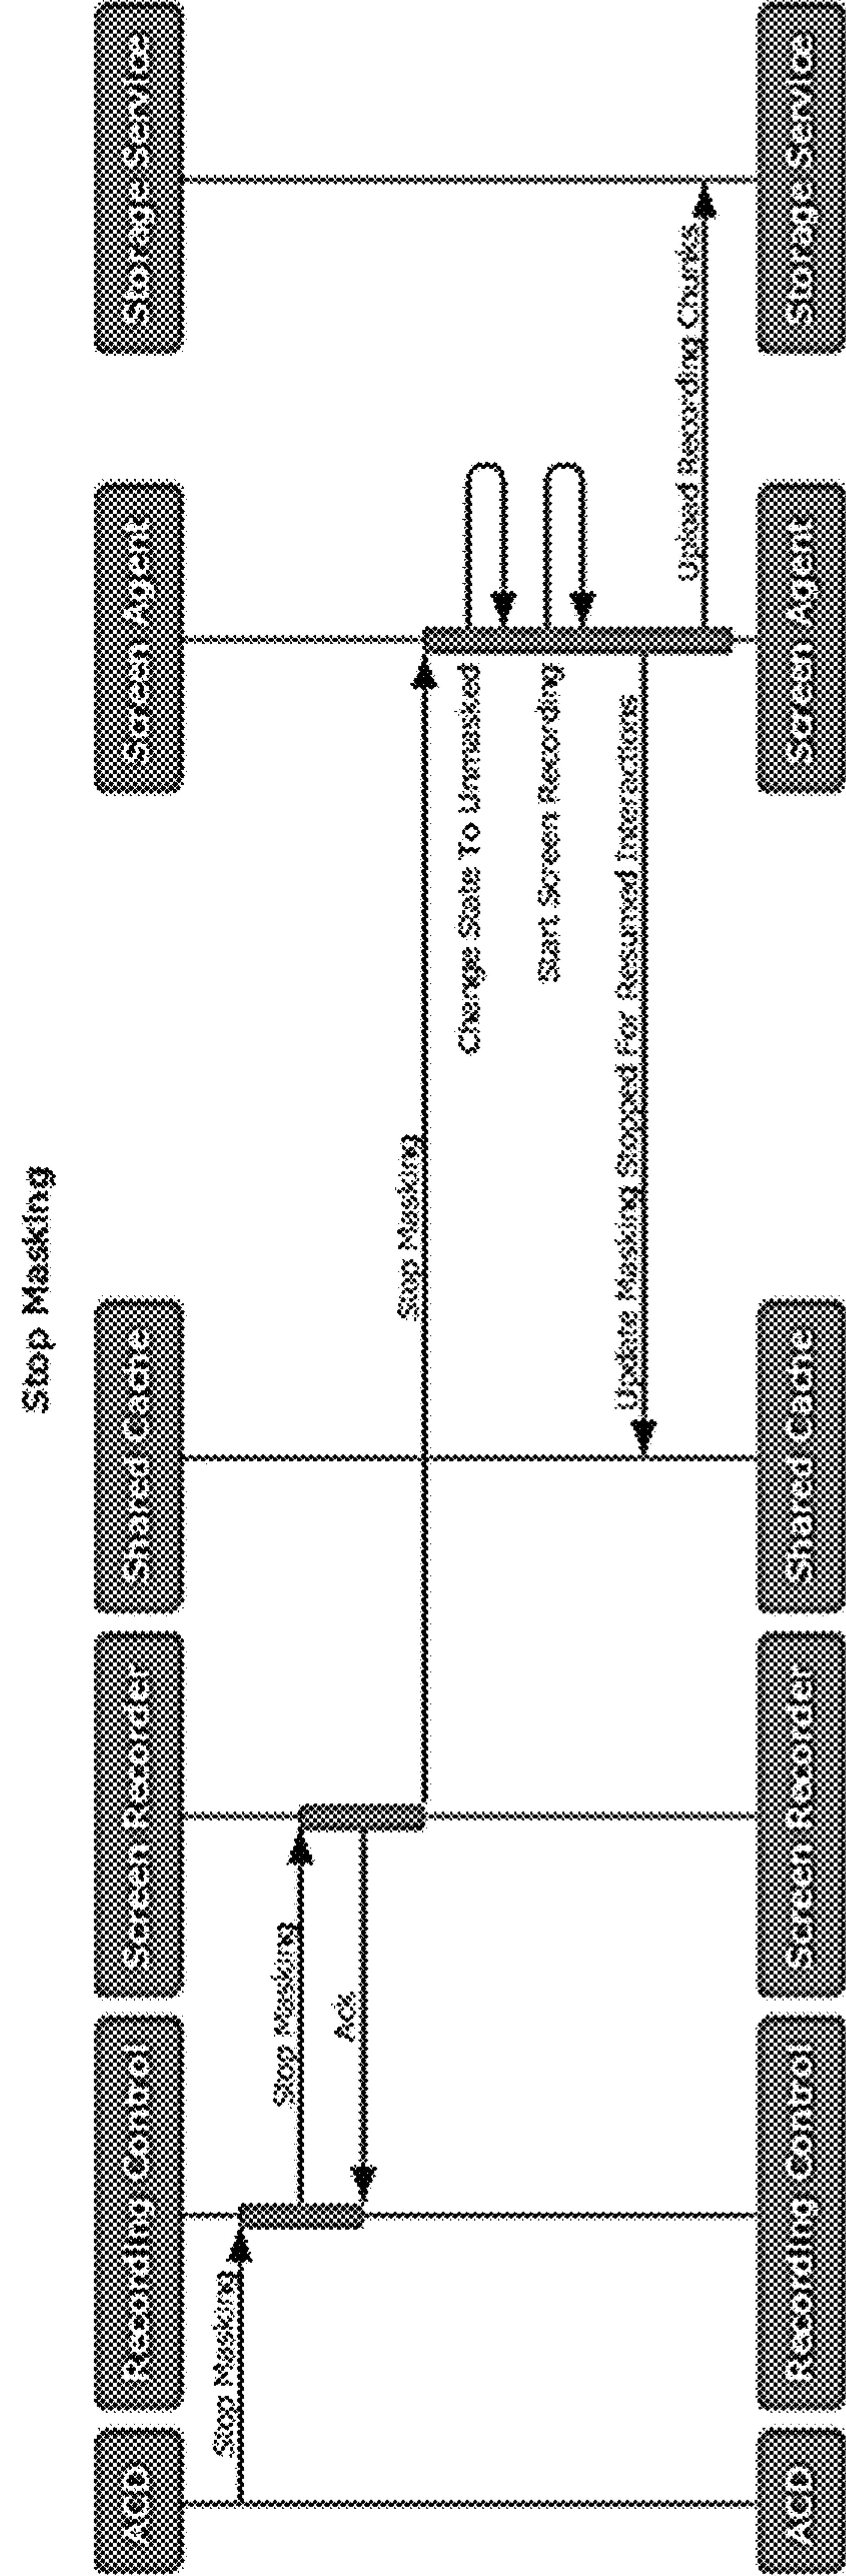 Stop Masking
ACD
Recording Control
Screen Recorder
Shared Cache
Screen Agent
Storage Service
Stop Masking
Stop Masking
Ack
Stop Masking
Change State To Unmasked
Start Screen Recording
Update Masking Stopped For Resumed Interactions
Upload Recording Chunks
ACD
Recording Control
Screen Recorder
Shared Cache
Screen Agent
Storage Service